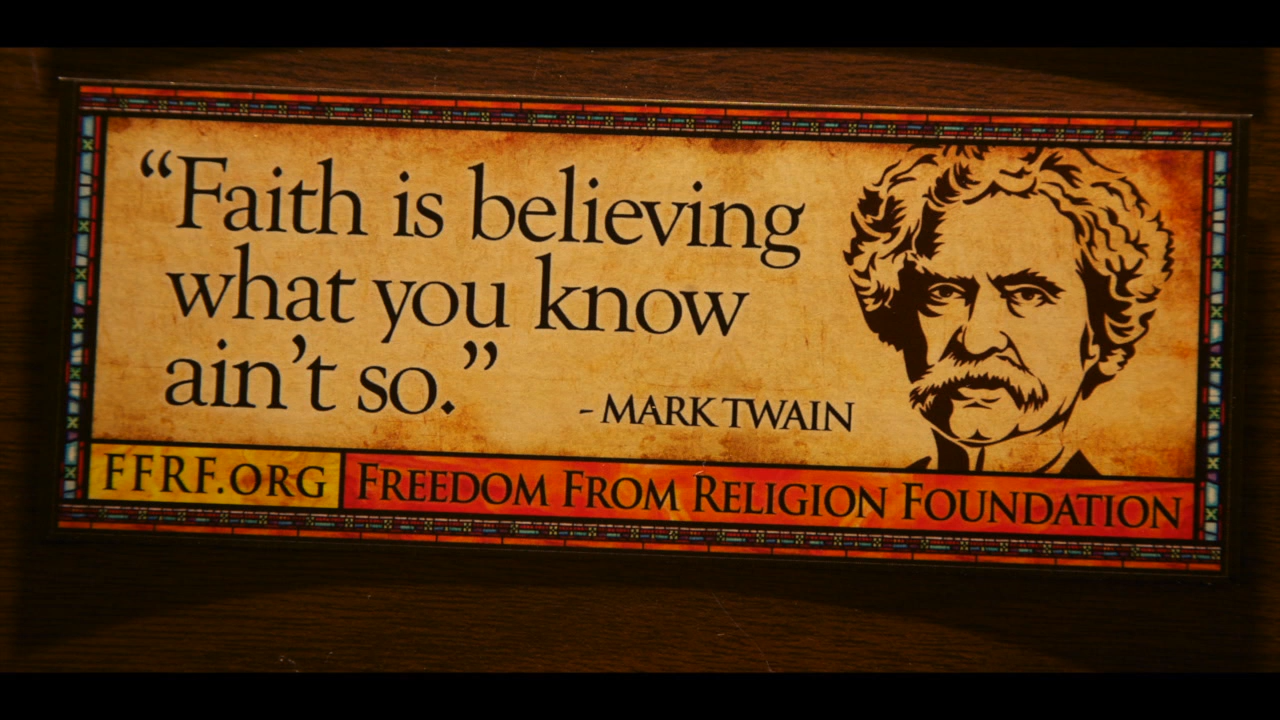 “Faith is believing
what you know
ain’t so.”
- MARK TWAIN
FFRF.ORG FREEDOM FROM RELIGION FOUNDATION